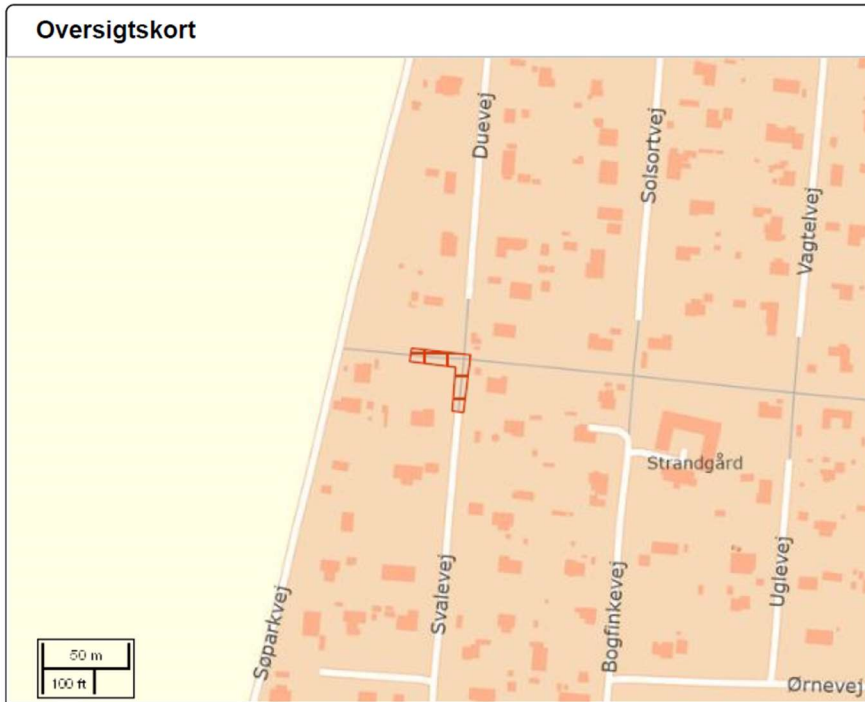 Oversigtskort
Duevej
Solsortvej
Vagtelvej
Strandgård
Svalevej
Bogfinkevej
Uglevej
Søparkvej
Ørnevej
50 m
100 ft